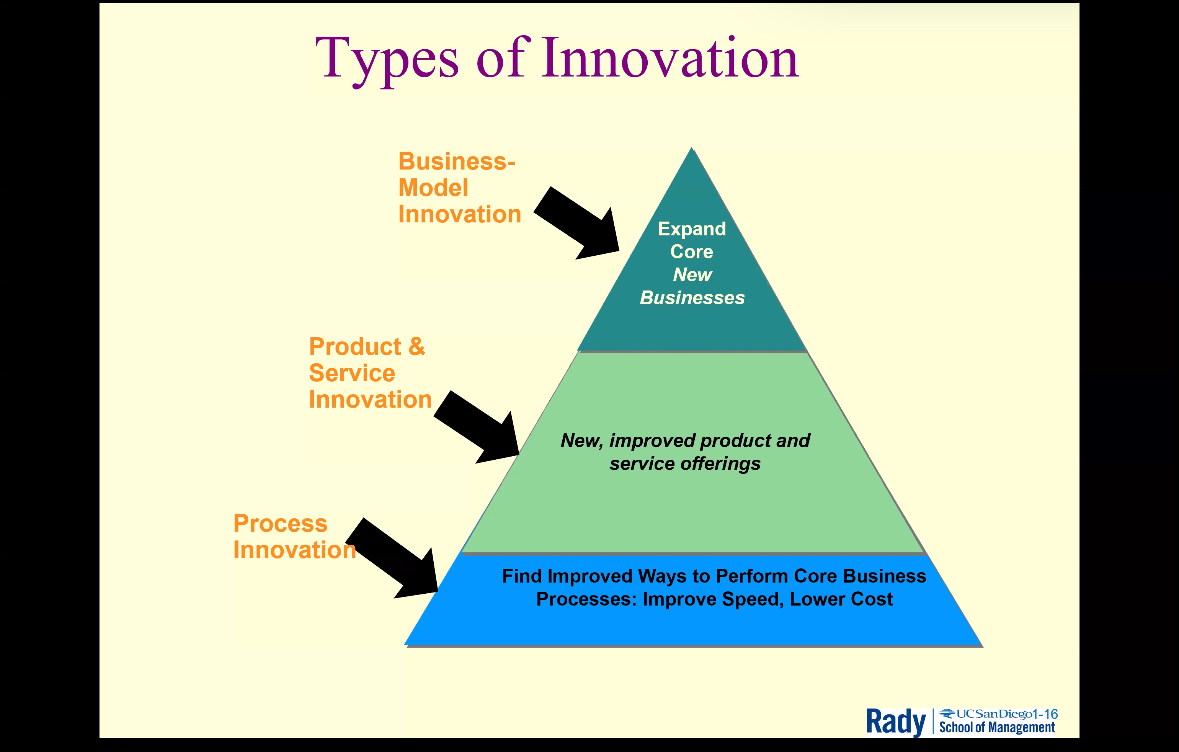 Types of Innovation
Business-
Model
Innovation
Expand
Core
New
Businesses
Product &
Service
Innovation
New, improved product and
service offerings
Process
Innovation
Find Improved Ways to Perform Core Business
Processes: Improve Speed, Lower Cost
Rady
UC San Diego 1-16
School of Management